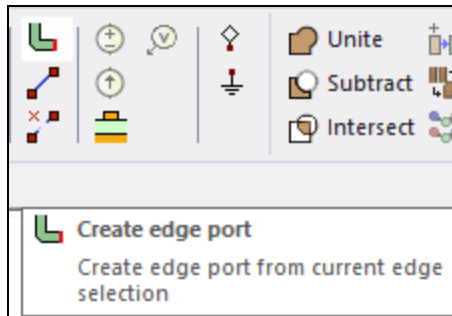 Unite
Subtract
Intersect
Create edge port
Create edge port from current edge
selection